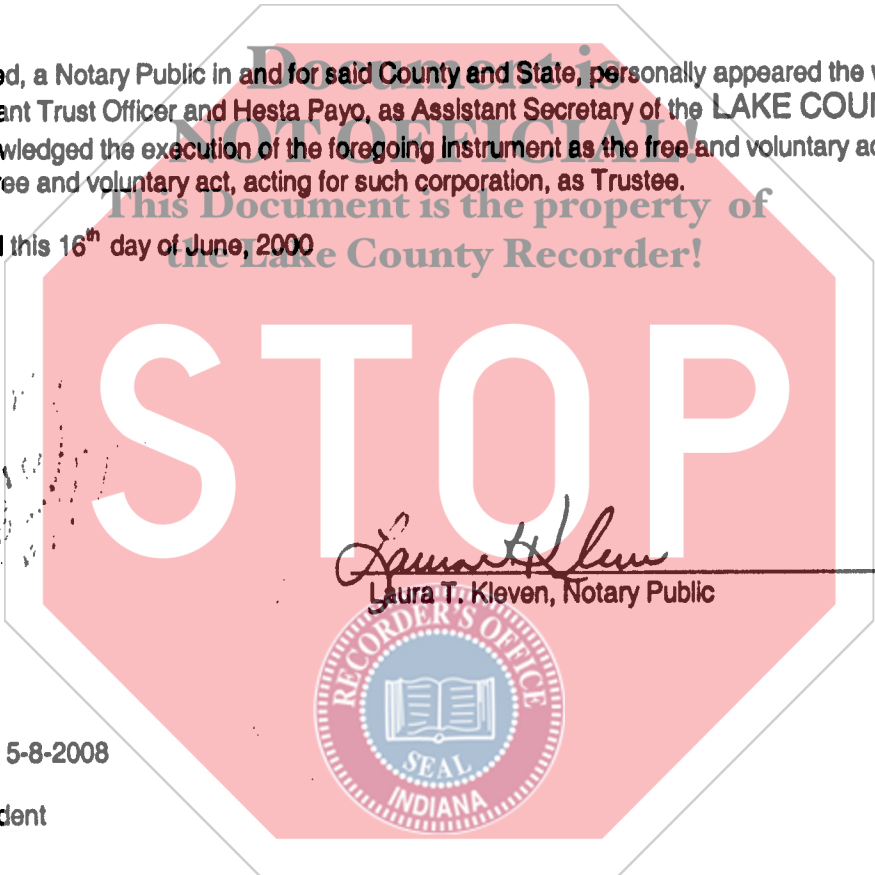 Document is
NOT OFFICIAL!
This Document is the property of
the Lake County Recorder!
ed, a Notary Public in and for said County and State, personally appeared the
ant Trust Officer and Hesta Payo, as Assistant Secretary of the LAKE COU
wledged the execution of the foregoing instrument as the free and voluntary ac
ee and voluntary act, acting for such corporation, as Trustee.
this 16th day of June, 2000
STOP
Laura T. Kleven
Laura T. Kleven, Notary Public
RECORDER'S OFFICE
SEAL
INDIANA
5-8-2008
dent